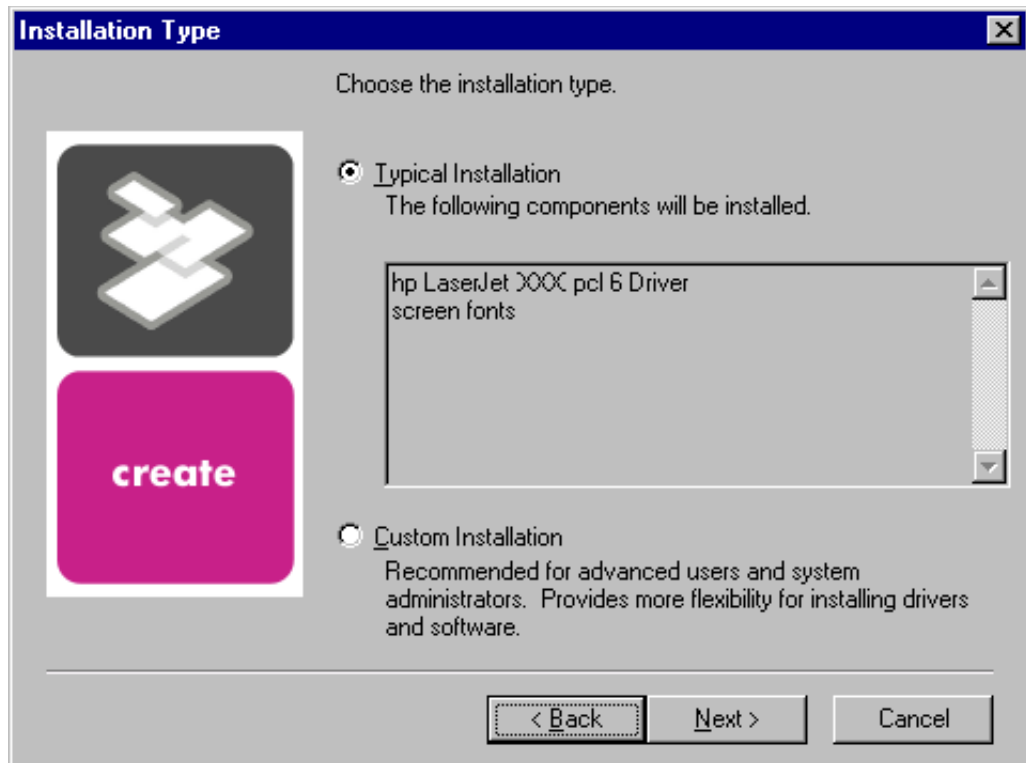 Installation Type
Choose the installation type.
Typical Installation
The following components will be installed.
hp LaserJet XXXX pcl 6 Driver
screen fonts
create
Custom Installation
Recommended for advanced users and system
administrators.  Provides more flexibility for installing drivers
and software.
< Back
Next >
Cancel